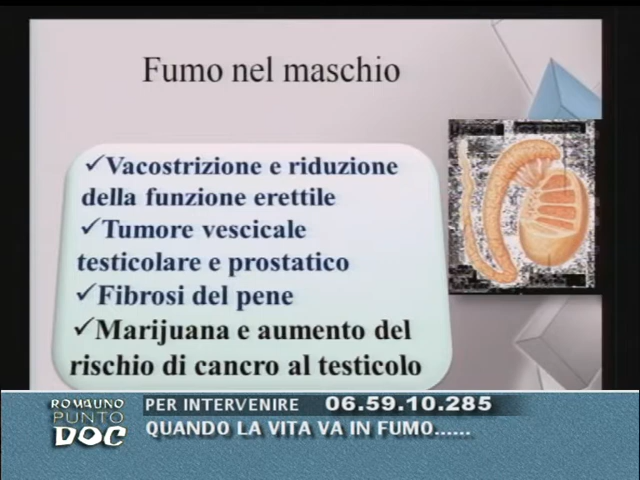 Fumo nel maschio
✓Vacostrizione e riduzione
della funzione erettile
✓Tumore vescicale
testicolare e prostatico
✓Fibrosi del pene
✓Marijuana e aumento del
rischio di cancro al testicolo
ROMAUNO
PUNTO
DOC
PER INTERVENIRE 06.59.10.285
QUANDO LA VITA VA IN FUMO......